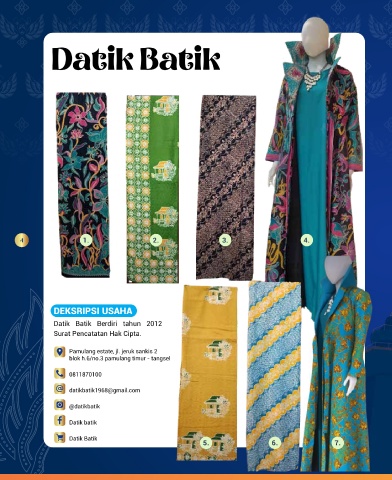 Datik Batik
1.
2.
3.
4.
4
DEKSRIPSI USAHA
Datik Batik Berdiri tahun 2012
Surat Pencatatan Hak Cipta.
Pamulang estate, jl. jeruk sankis 2
blok h.6/no.3 pamulang timur - tangsel
0811870100
datikbatik1968@gmail.com
@datikbatik
Datik batik
Datik Batik
5.
6.
7.